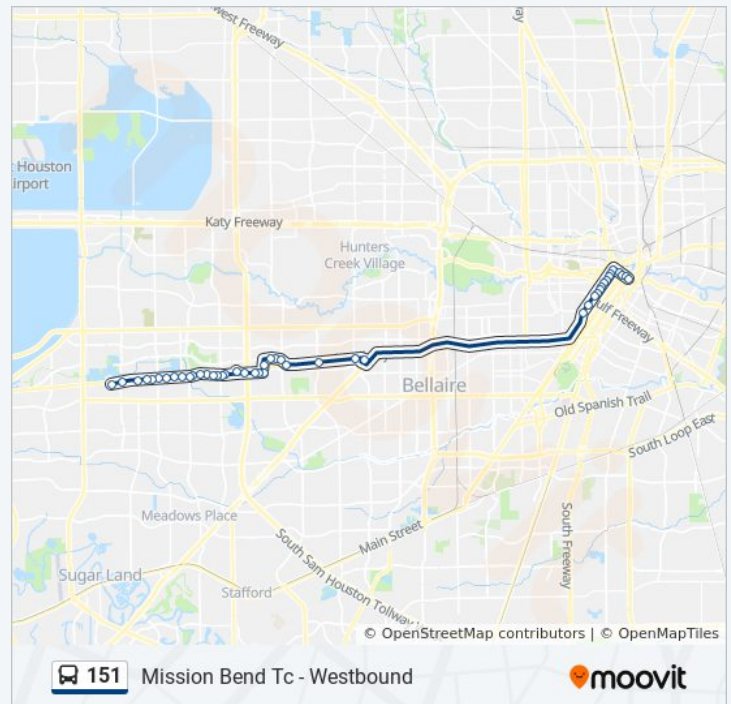 west Freeway
way
t Houston
irport
Katy Freeway
Hunters
Creek Village
ulf Freeway
Bellaire
Old Spanish Trail
South Loop East
Meadows Place
Main Street
South Freeway
Sugar Land
Stafford
South Sam Houston Tollway
© OpenStreetMap contributors | © OpenMapTiles
151 Mission Bend Tc - Westbound
moovit